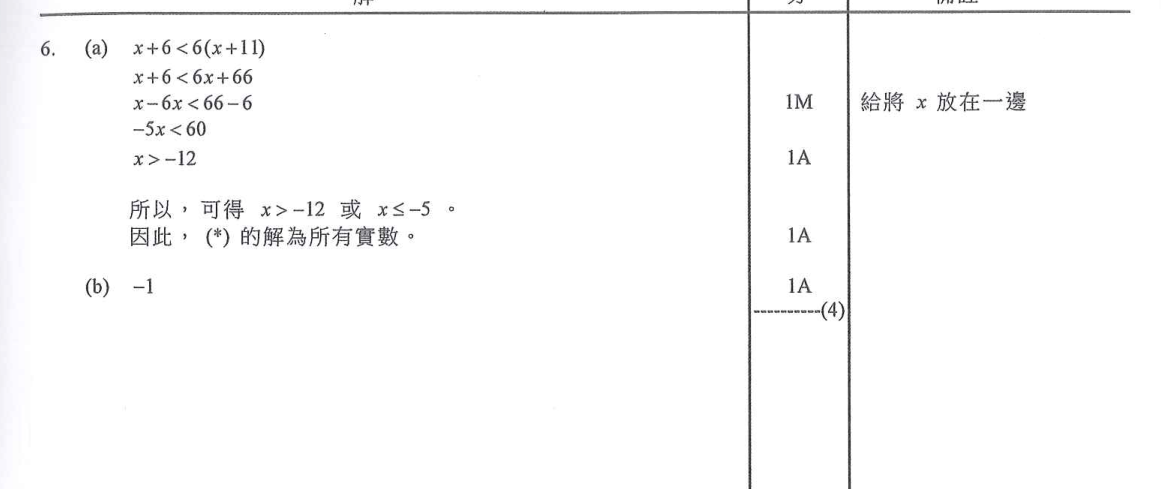 6. (a) x+6<6(x+11)
x+6<6x+66
x−6x<66−6 1M 給將 x 放在一邊
−5x<60
x>−12 1A
所以，可得 x>−12 或 x≤−5 。
因此， (*) 的解為所有實數。 1A
(b) −1 1A
----------(4)